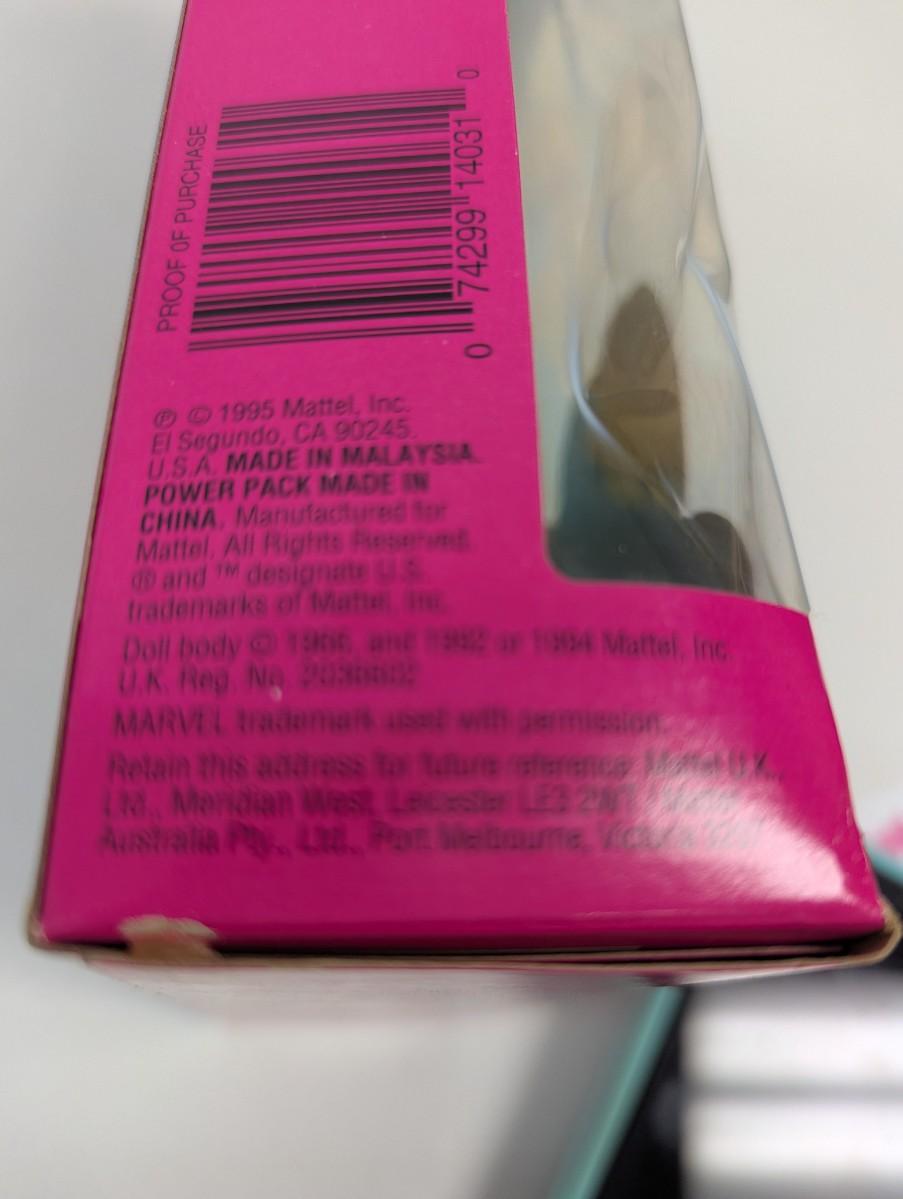 PROOF OF PURCHASE
0 74299 14031 0
℗ © 1995 Mattel, Inc.
El Segundo, CA 90245.
U.S.A. MADE IN MALAYSIA.
POWER PACK MADE IN
CHINA. Manufactured for
Mattel. All Rights Reserved.
® and ™ designate U.S.
trademarks of Mattel, Inc.
Doll body © 1966, and 1992 or 1994 Mattel, Inc.
U.K. Reg. No.
MARVEL trademark used with permission.
Retain this address for future reference: Mattel U.K.,
Ltd., Meridian West, Leicester LE3 2WT. Mattel
Australia Pty., Ltd., Port Melbourne, Victoria